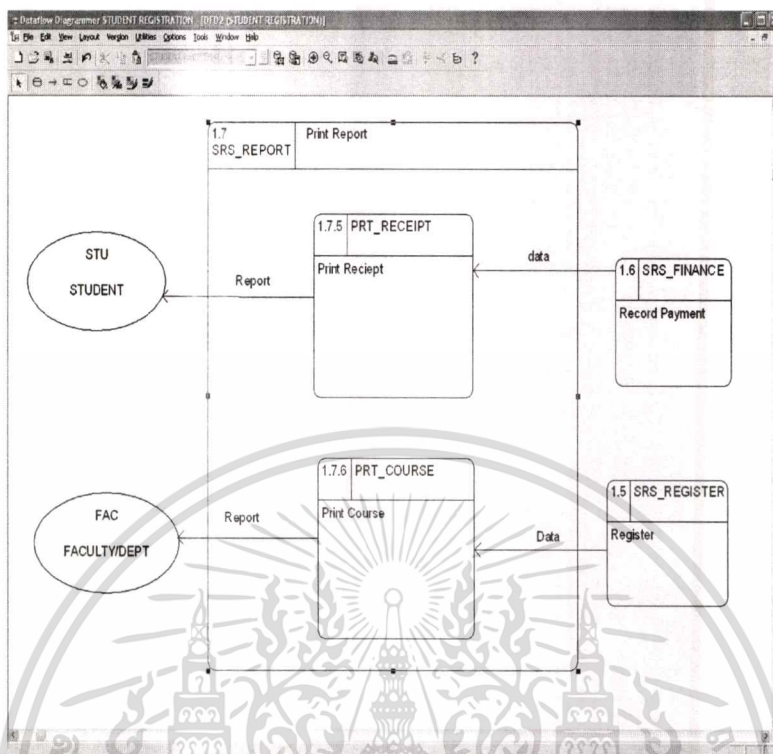 Dataflow Diagrammer STUDENT REGISTRATION - [DFD2 (STUDENT REGISTRATION)]
File Edit View Layout Version Utilities Options Tools Window Help
1.7
SRS_REPORT
Print Report
1.7.5 PRT_RECEIPT
Print Reciept
STU
STUDENT
Report
data
1.6 SRS_FINANCE
Record Payment
1.7.6 PRT_COURSE
Print Course
FAC
FACULTY/DEPT
Report
Data
1.5 SRS_REGISTER
Register